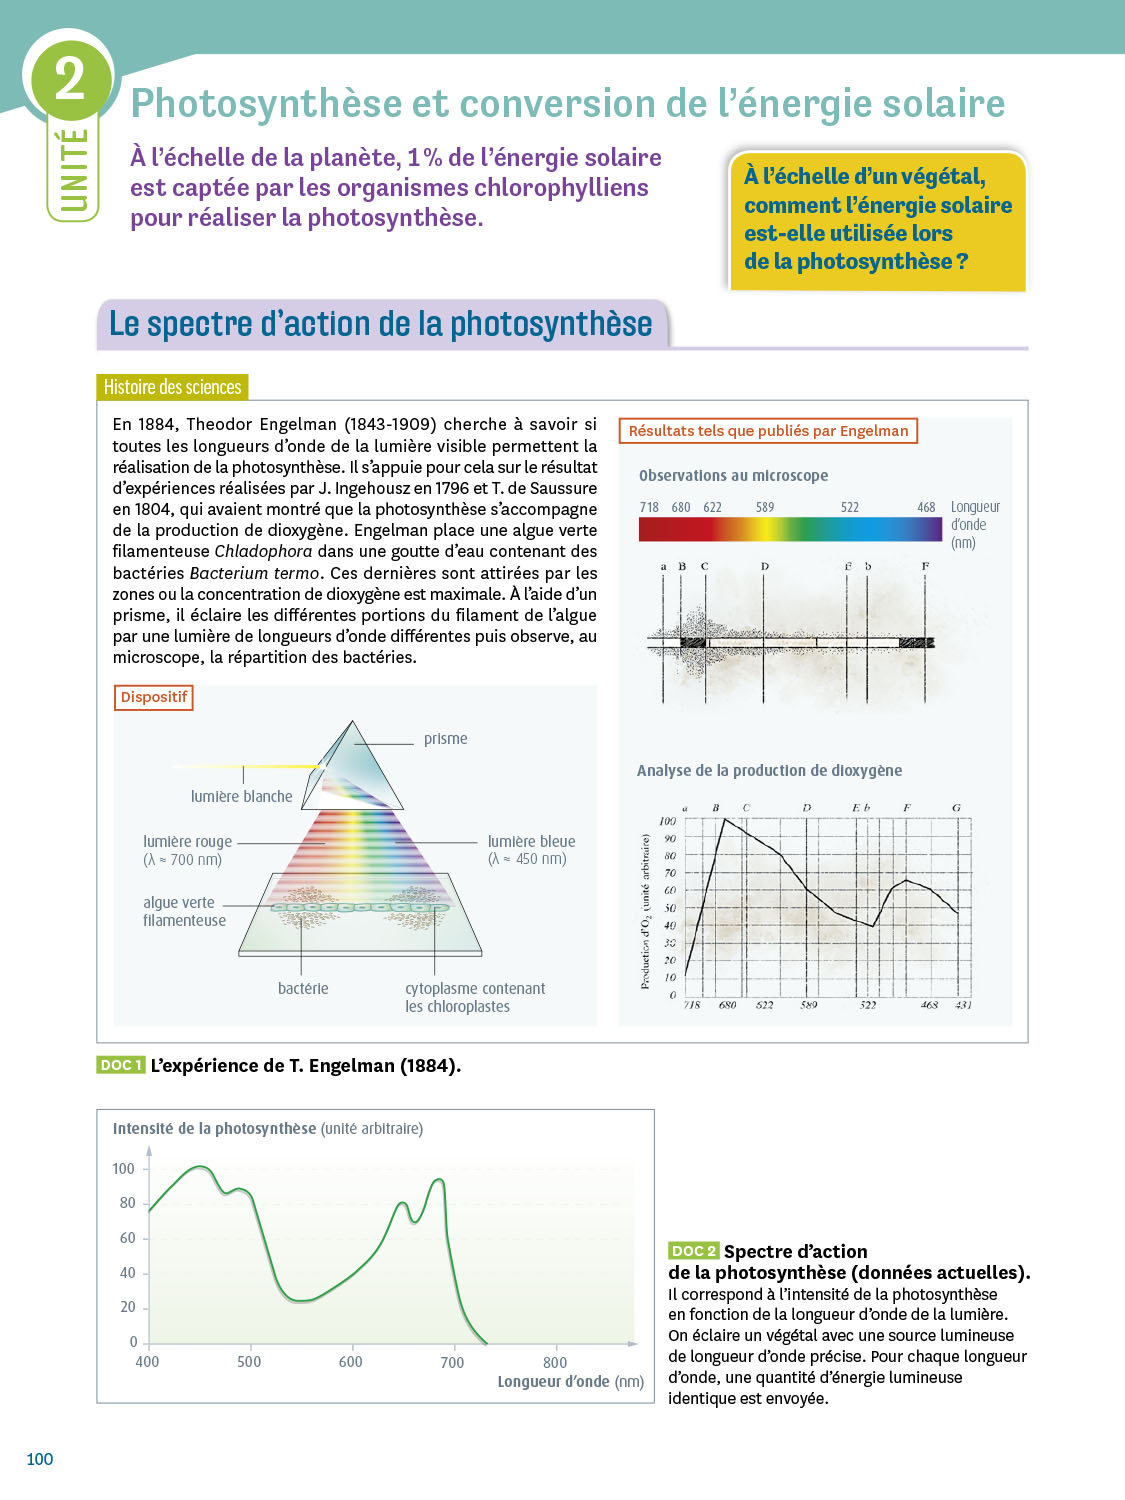 2
UNITÉ
Photosynthèse et conversion de l'énergie solaire
À l'échelle de la planète, 1 % de l'énergie solaire
est captée par les organismes chlorophylliens
pour réaliser la photosynthèse.
À l'échelle d'un végétal,
comment l'énergie solaire
est-elle utilisée lors
de la photosynthèse ?
Le spectre d'action de la photosynthèse
Histoire des sciences
En 1884, Theodor Engelman (1843-1909) cherche à savoir si
toutes les longueurs d'onde de la lumière visible permettent la
réalisation de la photosynthèse. Il s'appuie pour cela sur le résultat
d'expériences réalisées par J. Ingehousz en 1796 et T. de Saussure
en 1804, qui avaient montré que la photosynthèse s'accompagne
de la production de dioxygène. Engelman place une algue verte
filamenteuse Chladophora dans une goutte d'eau contenant des
bactéries Bacterium termo. Ces dernières sont attirées par les
zones ou la concentration de dioxygène est maximale. À l'aide d'un
prisme, il éclaire les différentes portions du filament de l'algue
par une lumière de longueurs d'onde différentes puis observe, au
microscope, la répartition des bactéries.
Dispositif
prisme
lumière blanche
lumière rouge
(λ ≈ 700 nm)
lumière bleue
(λ ≈ 450 nm)
algue verte
filamenteuse
bactérie
cytoplasme contenant
les chloroplastes
Résultats tels que publiés par Engelman
Observations au microscope
718 680 622 589 522 468
Longueur
d'onde
(nm)
a B C D E b F
Analyse de la production de dioxygène
a B C D E b F G
Production d'O2 (unité arbitraire)
100
90
80
70
60
50
40
30
20
10
0
718 680 622 589 522 468 431
DOC 1 L'expérience de T. Engelman (1884).
Intensité de la photosynthèse (unité arbitraire)
100
80
60
40
20
0
400 500 600 700 800
Longueur d'onde (nm)
DOC 2 Spectre d'action
de la photosynthèse (données actuelles).
Il correspond à l'intensité de la photosynthèse
en fonction de la longueur d'onde de la lumière.
On éclaire un végétal avec une source lumineuse
de longueur d'onde précise. Pour chaque longueur
d'onde, une quantité d'énergie lumineuse
identique est envoyée.
100